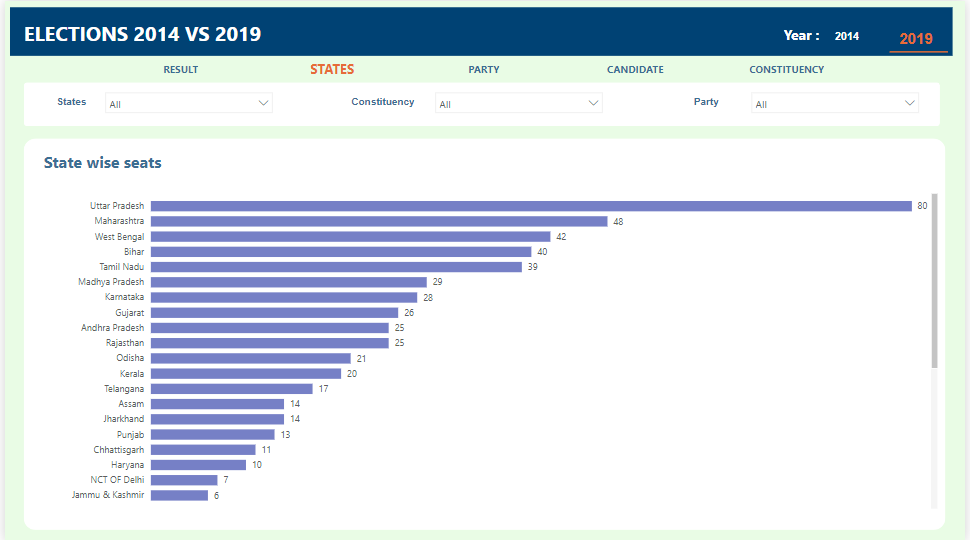 ELECTIONS 2014 VS 2019
Year : 2014 2019
RESULT STATES PARTY CANDIDATE CONSTITUENCY
States All Constituency All Party All
State wise seats
Uttar Pradesh 80
Maharashtra 48
West Bengal 42
Bihar 40
Tamil Nadu 39
Madhya Pradesh 29
Karnataka 28
Gujarat 26
Andhra Pradesh 25
Rajasthan 25
Odisha 21
Kerala 20
Telangana 17
Assam 14
Jharkhand 14
Punjab 13
Chhattisgarh 11
Haryana 10
NCT OF Delhi 7
Jammu & Kashmir 6